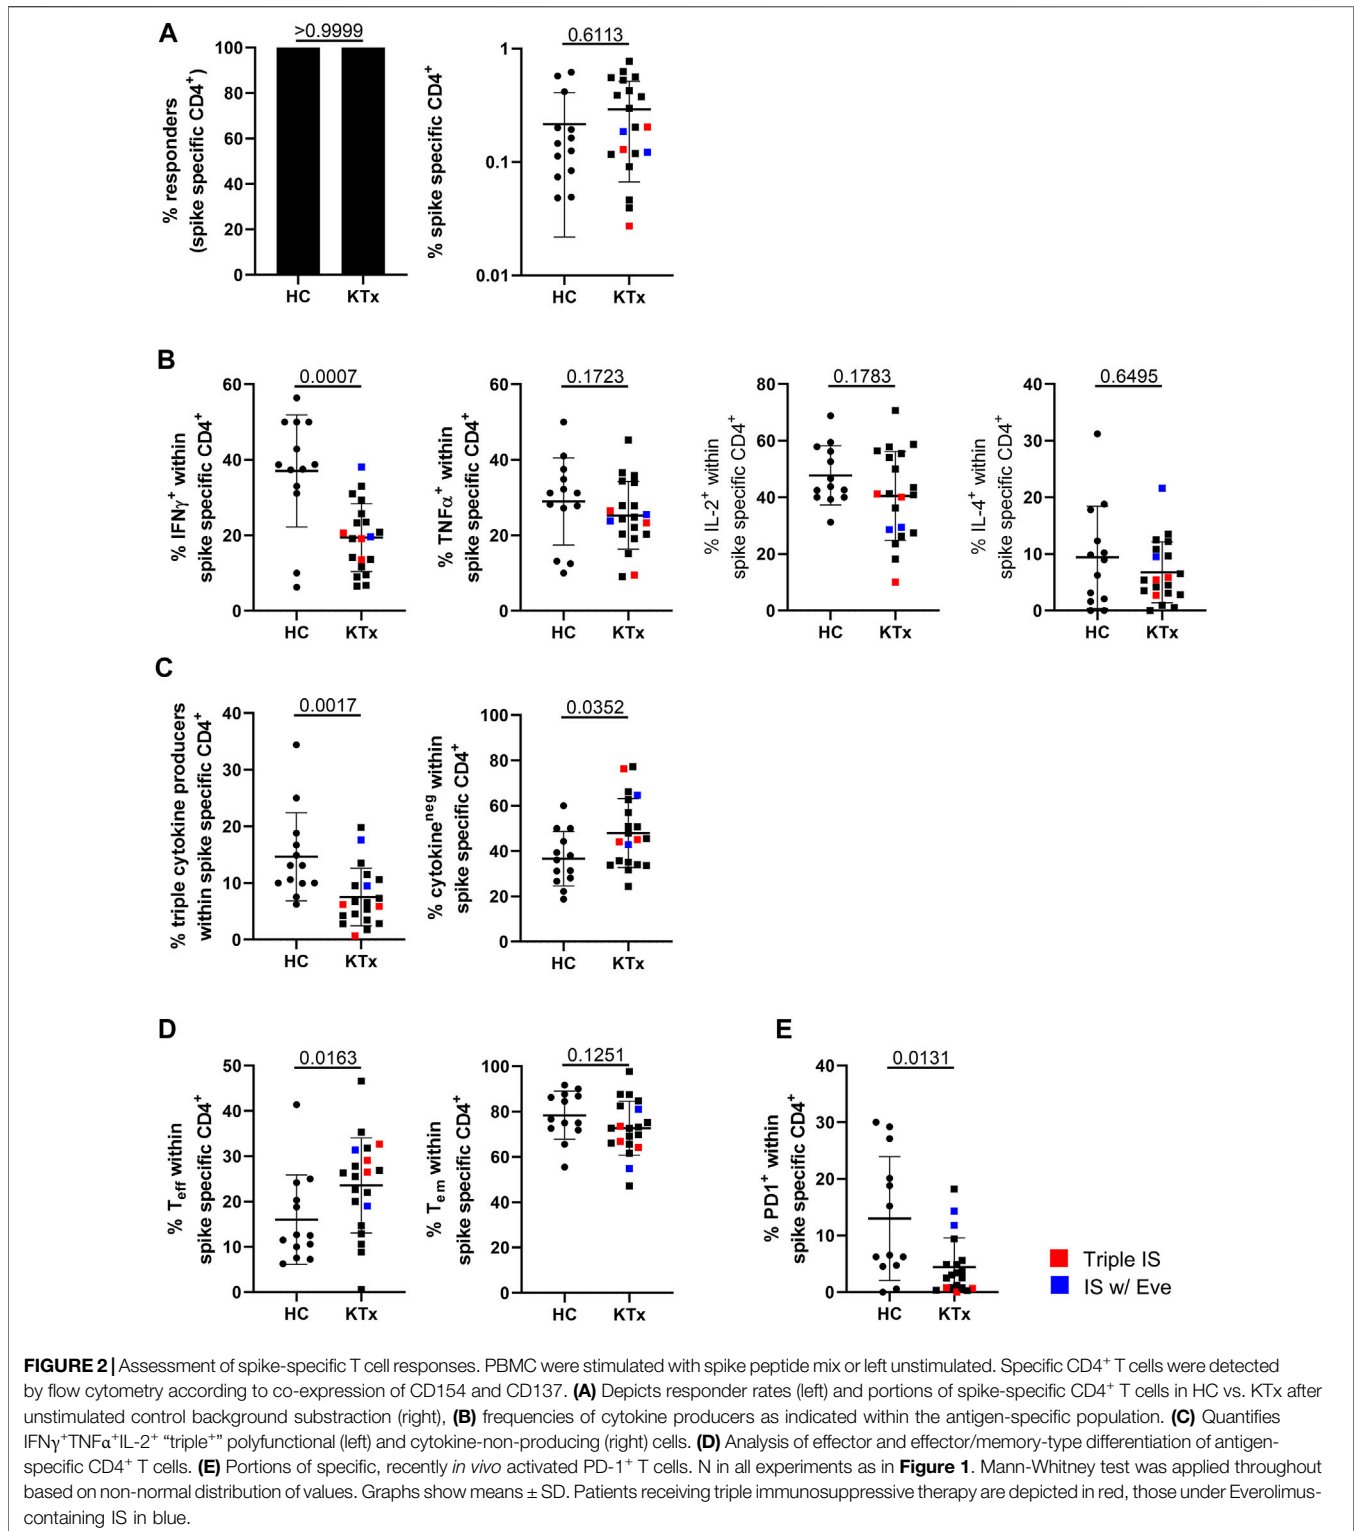 A
>0.9999
100
80
60
40
20
0
% responders
(spike specific CD4⁺)
HC KTx
0.6113
1
0.1
0.01
% spike specific CD4⁺
HC KTx
B
0.0007
60
40
20
0
% IFNγ⁺ within
spike specific CD4⁺
HC KTx
0.1723
60
40
20
0
% TNFα⁺ within
spike specific CD4⁺
HC KTx
0.1783
80
60
40
20
0
% IL-2⁺ within
spike specific CD4⁺
HC KTx
0.6495
40
30
20
10
0
% IL-4⁺ within
spike specific CD4⁺
HC KTx
C
0.0017
40
30
20
10
0
% triple cytokine producers
within spike specific CD4⁺
HC KTx
0.0352
100
80
60
40
20
0
% cytokineⁿᵉᵍ within
spike specific CD4⁺
HC KTx
D
0.0163
50
40
30
20
10
0
% Teff within
spike specific CD4⁺
HC KTx
0.1251
100
80
60
40
20
0
% Tem within
spike specific CD4⁺
HC KTx
E
0.0131
40
30
20
10
0
% PD1⁺ within
spike specific CD4⁺
HC KTx
Triple IS
IS w/ Eve
FIGURE 2 | Assessment of spike-specific T cell responses. PBMC were stimulated with spike peptide mix or left unstimulated. Specific CD4⁺ T cells were detected
by flow cytometry according to co-expression of CD154 and CD137. (A) Depicts responder rates (left) and portions of spike-specific CD4⁺ T cells in HC vs. KTx after
unstimulated control background substraction (right), (B) frequencies of cytokine producers as indicated within the antigen-specific population. (C) Quantifies
IFNγ⁺TNFα⁺IL-2⁺ “triple⁺” polyfunctional (left) and cytokine-non-producing (right) cells. (D) Analysis of effector and effector/memory-type differentiation of antigen-
specific CD4⁺ T cells. (E) Portions of specific, recently in vivo activated PD-1⁺ T cells. N in all experiments as in Figure 1. Mann-Whitney test was applied throughout
based on non-normal distribution of values. Graphs show means ± SD. Patients receiving triple immunosuppressive therapy are depicted in red, those under Everolimus-
containing IS in blue.